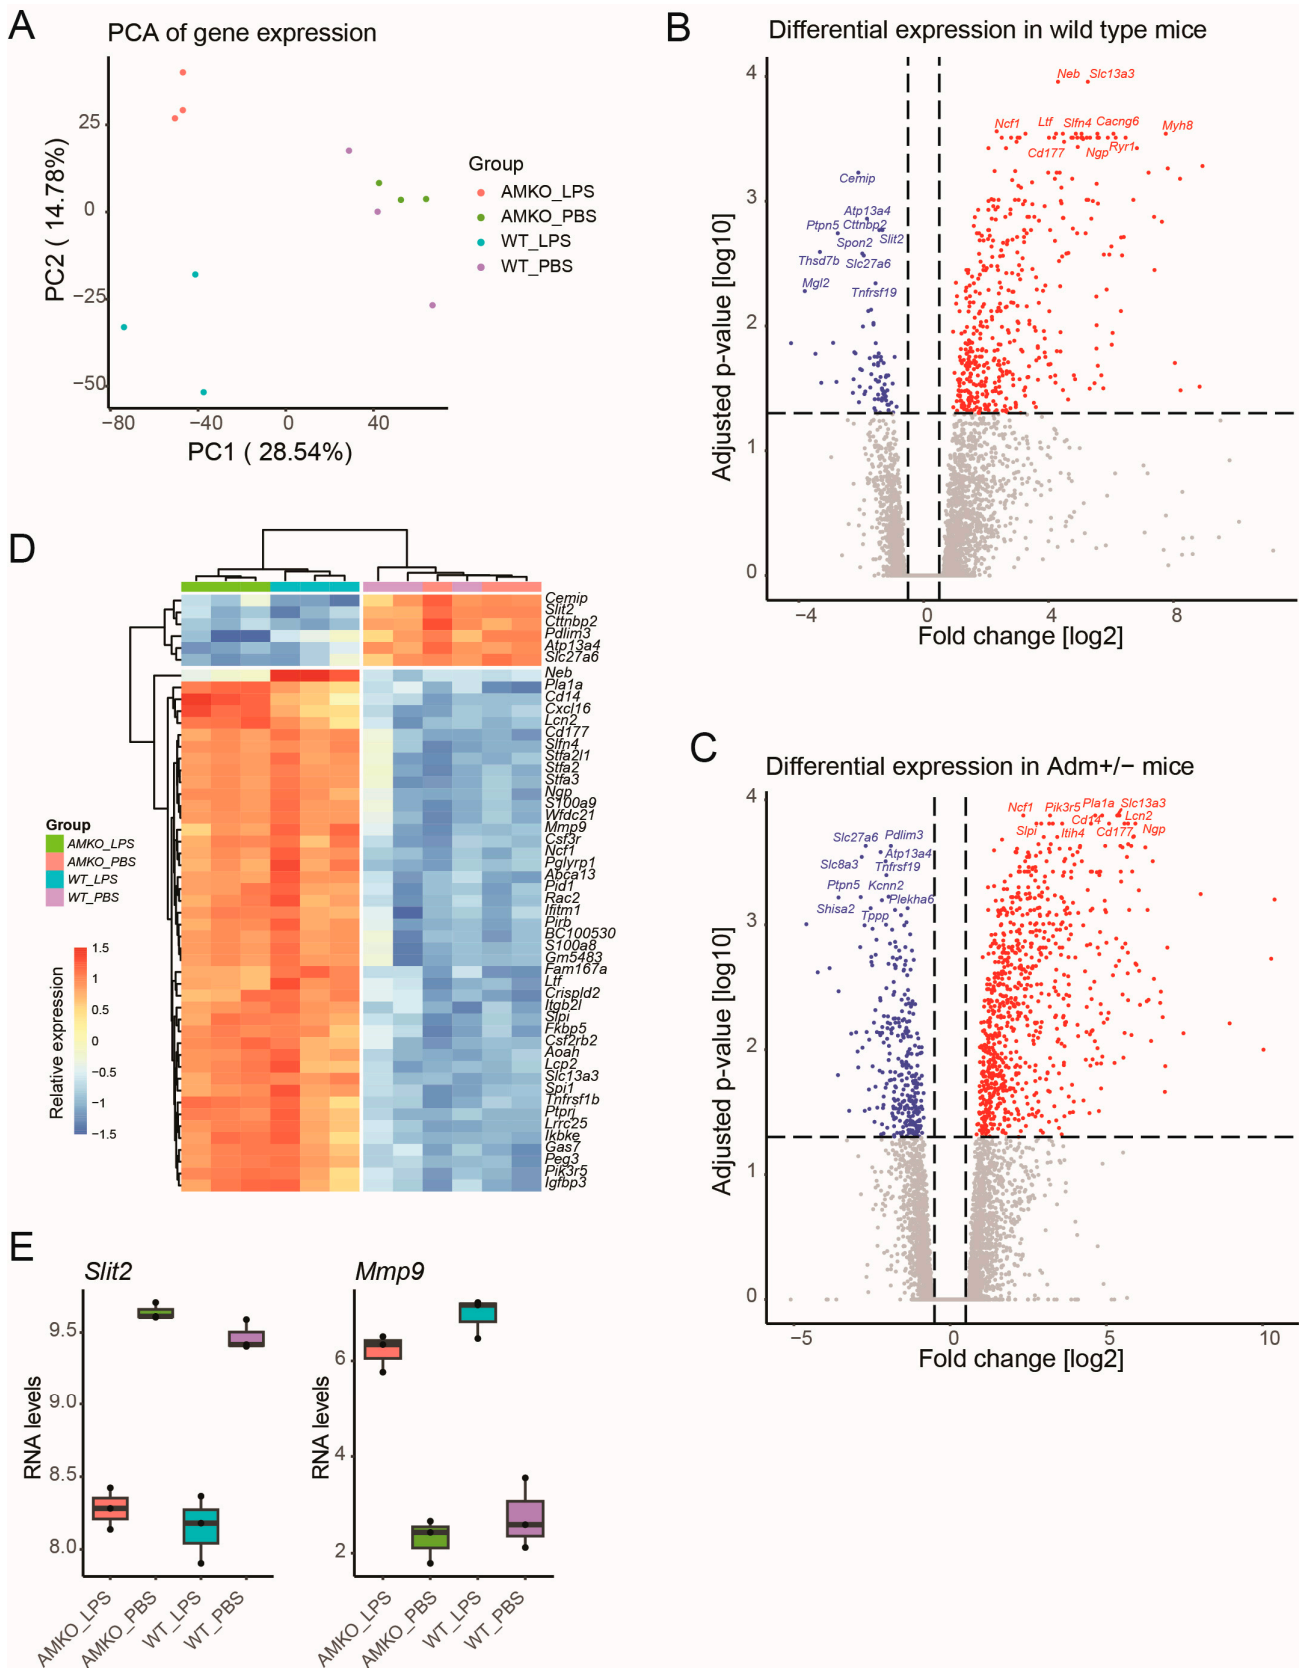 A
PCA of gene expression
25
0
−25
−50
−80
−40
0
40
PC2 ( 14.78%)
PC1 ( 28.54%)
Group
AMKO_LPS
AMKO_PBS
WT_LPS
WT_PBS
B
Differential expression in wild type mice
4
3
2
1
0
−4
0
4
8
Adjusted p-value [log10]
Fold change [log2]
Neb
Slc13a3
Ncf1
Ltf
Slfn4
Cacng6
Myh8
Cd177
Ngp
Ryr1
Cemip
Atp13a4
Ptpn5
Cttnbp2
Spon2
Slit2
Thsd7b
Slc27a6
Mgl2
Tnfrsf19
C
Differential expression in Adm+/− mice
4
3
2
1
0
−5
0
5
10
Adjusted p-value [log10]
Fold change [log2]
Ncf1
Pik3r5
Pla1a
Slc13a3
Cd14
Lcn2
Slpi
Itih4
Cd177
Ngp
Slc27a6
Pdlim3
Atp13a4
Slc8a3
Tnfrsf19
Ptpn5
Kcnn2
Plekha6
Shisa2
Tppp
D
Cemip
Slit2
Cttnbp2
Pdlim3
Atp13a4
Slc27a6
Neb
Pla1a
Cd14
Cxcl16
Lcn2
Cd177
Slfn4
Stfa2l1
Stfa2
Stfa3
Ngp
S100a9
Wfdc21
Mmp9
Csf3r
Ncf1
Pglyrp1
Abca13
Pid1
Rac2
Ifitm1
Pirb
BC100530
S100a8
Gm5483
Fam167a
Ltf
Crispld2
Itgb2l
Slpi
Fkbp5
Csf2rb2
Aoah
Lcp2
Slc13a3
Spi1
Tnfrsf1b
Ptprj
Lrrc25
Ikbke
Gas7
Peg3
Pik3r5
Igfbp3
Group
AMKO_LPS
AMKO_PBS
WT_LPS
WT_PBS
Relative expression
1.5
1
0.5
0
−0.5
−1
−1.5
E
Slit2
9.5
9.0
8.5
8.0
RNA levels
AMKO_LPS
AMKO_PBS
WT_LPS
WT_PBS
Mmp9
6
4
2
RNA levels
AMKO_LPS
AMKO_PBS
WT_LPS
WT_PBS